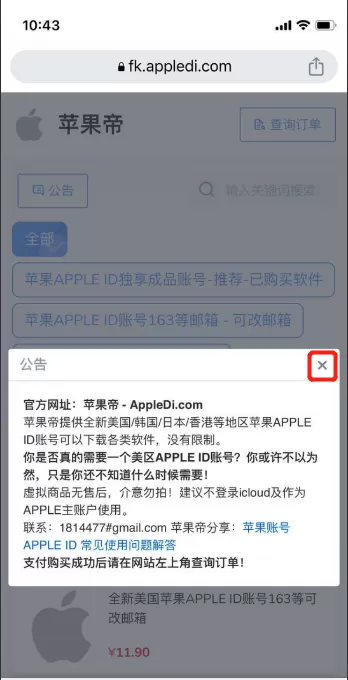 10:43
fk.appledi.com
苹果帝
查询订单
公告
输入关键词搜索
全部
苹果APPLE ID独享成品账号-推荐-已购买软件
苹果APPLE ID账号163等邮箱 - 可改邮箱
公告
×
官方网址：苹果帝 - AppleDi.com
苹果帝提供全新美国/韩国/日本/香港等地区苹果APPLE
ID账号可以下载各类软件，没有限制。
你是否真的需要一个美区APPLE ID账号？你或许不以为
然，只是你还不知道什么时候需要！
虚拟商品无售后，介意勿拍！建议不登录icloud及作为
APPLE主账户使用。
联系：1814477#gmail.com 苹果帝分享：苹果账号
APPLE ID 常见使用问题解答
支付购买成功后请在网站左上角查询订单！
全新美国苹果APPLE ID账号163等可
改邮箱
¥11.90